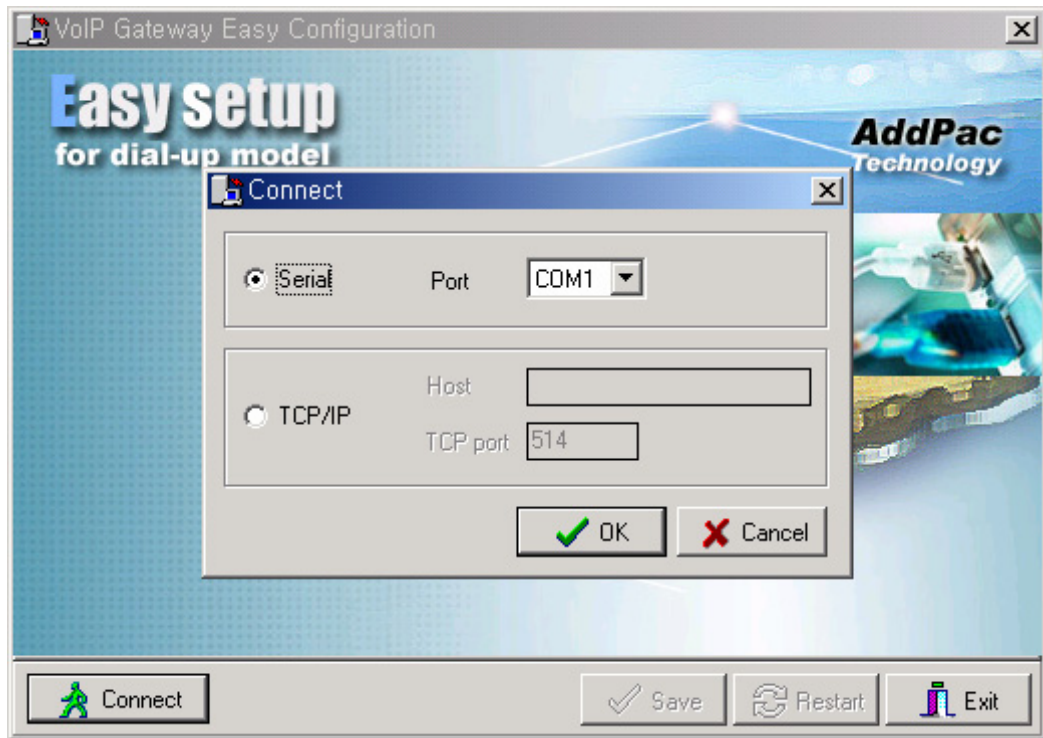 VoIP Gateway Easy Configuration
Easy setup
for dial-up model
AddPac
Technology
Connect
Serial
Port
COM1
TCP/IP
Host
TCP port
514
OK
Cancel
Connect
Save
Restart
Exit